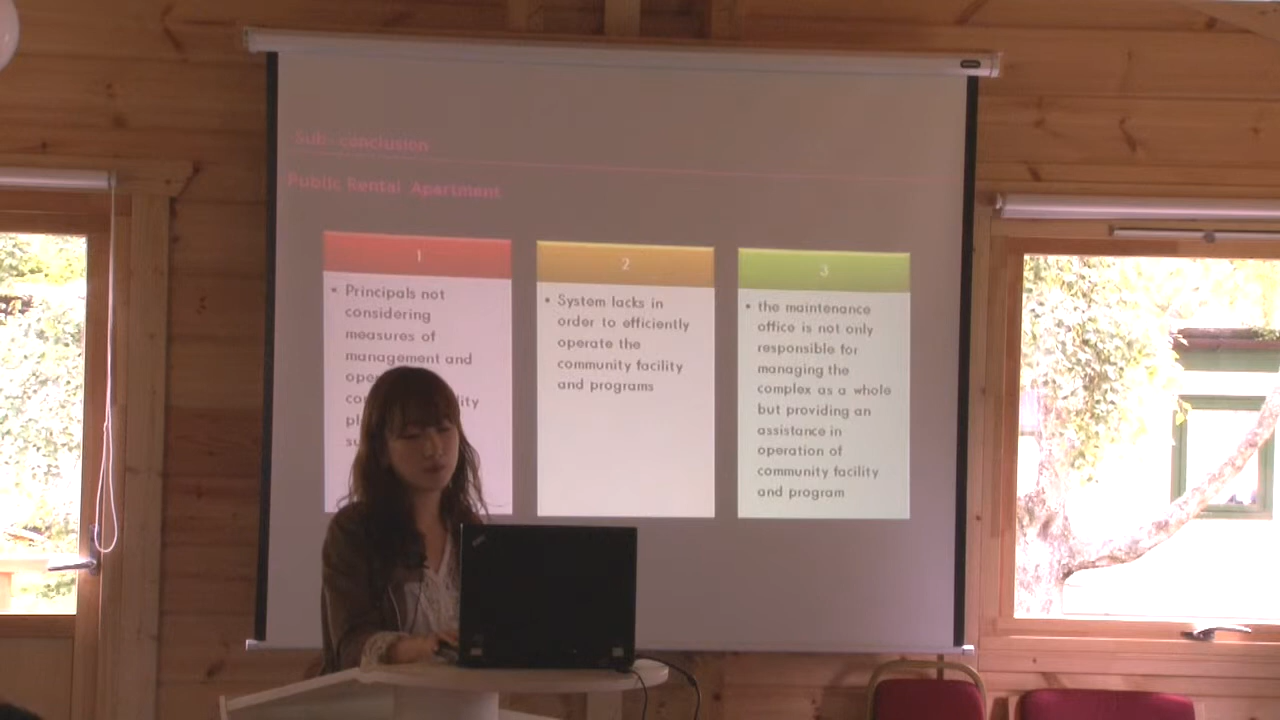 Sub- conclusion
Public Rental Apartment
1
• Principals not
considering
measures of
management and
2
• System lacks in
order to efficiently
operate the
community facility
and programs
3
• the maintenance
office is not only
responsible for
managing the
complex as a whole
but providing an
assistance in
operation of
community facility
and program